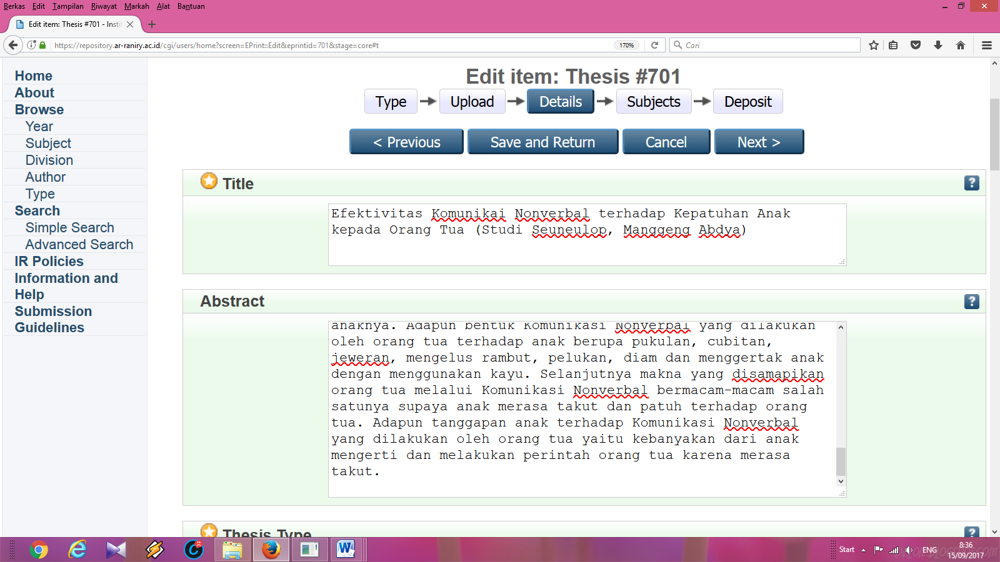 Berkas Edit Tampilan Riwayat Markah Alat Bantuan
Edit item: Thesis #701 - Insti
https://repository.ar-raniry.ac.id/cgi/users/home?screen=EPrint::Edit&eprintid=701&stage=core#t
170%
Cari
Home
About
Browse
Year
Subject
Division
Author
Type
Search
Simple Search
Advanced Search
IR Policies
Information and
Help
Submission
Guidelines
Edit item: Thesis #701
Type Upload Details Subjects Deposit
< Previous Save and Return Cancel Next >
Title ?
Efektivitas Komunikai Nonverbal terhadap Kepatuhan Anak
kepada Orang Tua (Studi Seuneulop, Manggeng Abdya)
Abstract ?
anaknya. Adapun bentuk Komunikasi Nonverbal yang dilakukan
oleh orang tua terhadap anak berupa pukulan, cubitan,
jeweran, mengelus rambut, pelukan, diam dan menggertak anak
dengan menggunakan kayu. Selanjutnya makna yang disamapikan
orang tua melalui Komunikasi Nonverbal bermacam-macam salah
satunya supaya anak merasa takut dan patuh terhadap orang
tua. Adapun tanggapan anak terhadap Komunikasi Nonverbal
yang dilakukan oleh orang tua yaitu kebanyakan dari anak
mengerti dan melakukan perintah orang tua karena merasa
takut.
Thesis Type ?
Start ENG 8:36
15/09/2017